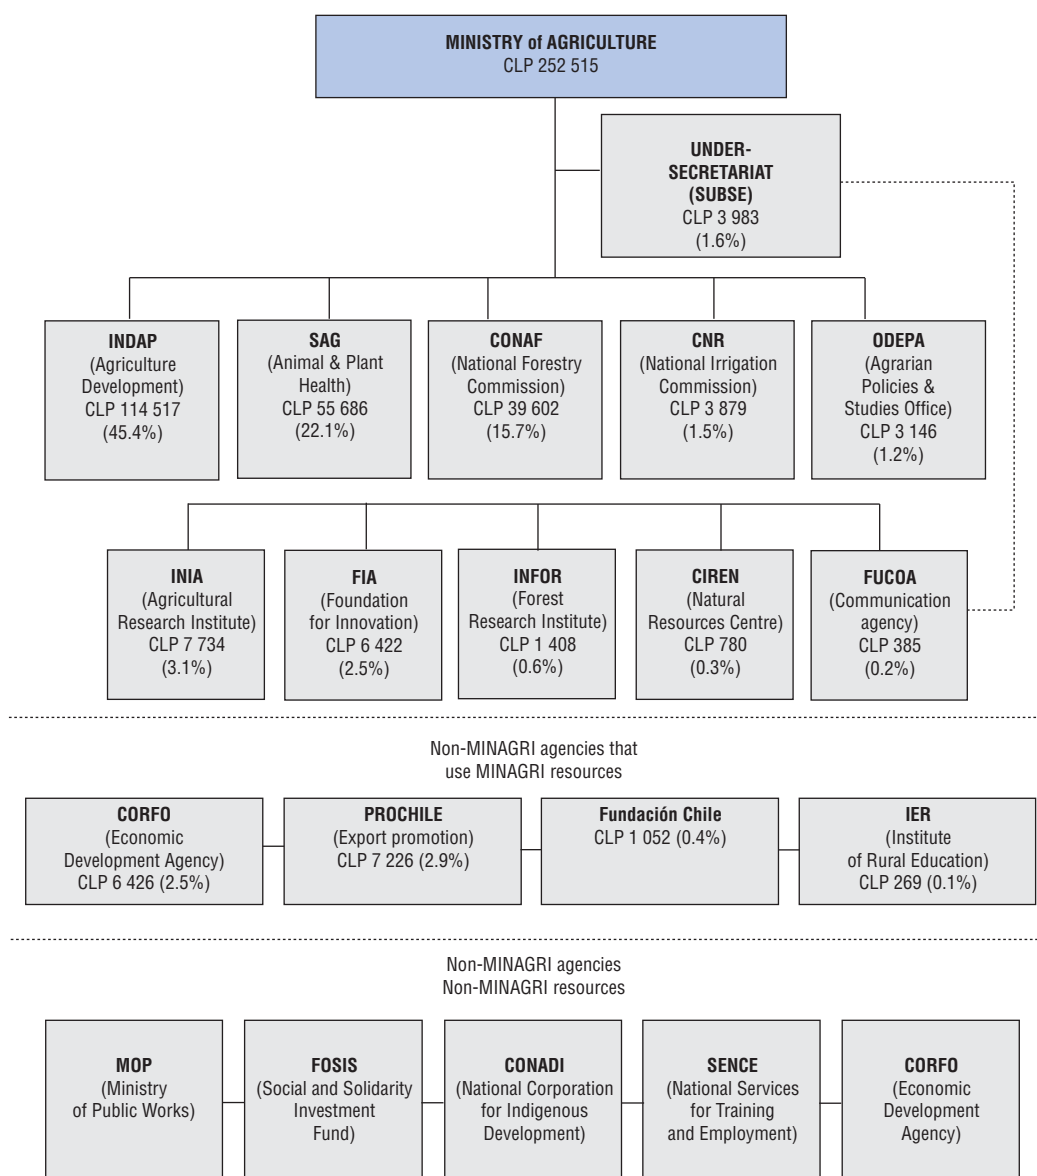 MINISTRY of AGRICULTURE
CLP 252 515
UNDER-
SECRETARIAT
(SUBSE)
CLP 3 983
(1.6%)
INDAP
(Agriculture
Development)
CLP 114 517
(45.4%)
SAG
(Animal & Plant
Health)
CLP 55 686
(22.1%)
CONAF
(National Forestry
Commission)
CLP 39 602
(15.7%)
CNR
(National Irrigation
Commission)
CLP 3 879
(1.5%)
ODEPA
(Agrarian
Policies &
Studies Office)
CLP 3 146
(1.2%)
INIA
(Agricultural
Research Institute)
CLP 7 734
(3.1%)
FIA
(Foundation
for Innovation)
CLP 6 422
(2.5%)
INFOR
(Forest
Research Institute)
CLP 1 408
(0.6%)
CIREN
(Natural
Resources Centre)
CLP 780
(0.3%)
FUCOA
(Communication
agency)
CLP 385
(0.2%)
Non-MINAGRI agencies that
use MINAGRI resources
CORFO
(Economic
Development Agency)
CLP 6 426 (2.5%)
PROCHILE
(Export promotion)
CLP 7 226 (2.9%)
Fundación Chile
CLP 1 052 (0.4%)
IER
(Institute
of Rural Education)
CLP 269 (0.1%)
Non-MINAGRI agencies
Non-MINAGRI resources
MOP
(Ministry
of Public Works)
FOSIS
(Social and Solidarity
Investment
Fund)
CONADI
(National Corporation
for Indigenous
Development)
SENCE
(National Services
for Training
and Employment)
CORFO
(Economic
Development
Agency)